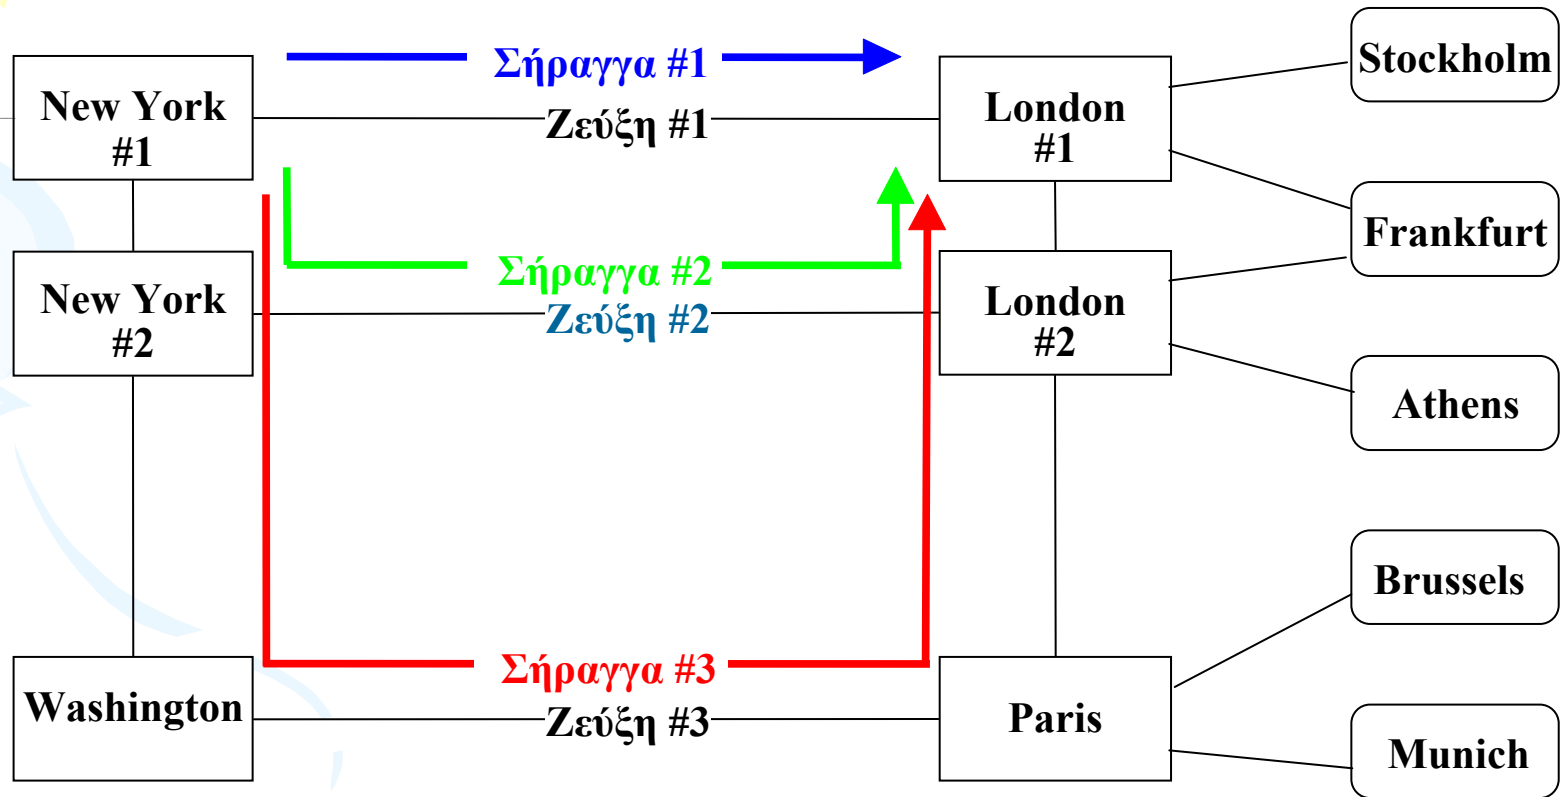 Σήραγγα #1
Stockholm
New York
#1
Ζεύξη #1
London
#1
Frankfurt
Σήραγγα #2
New York
#2
Ζεύξη #2
London
#2
Athens
Brussels
Σήραγγα #3
Washington
Ζεύξη #3
Paris
Munich